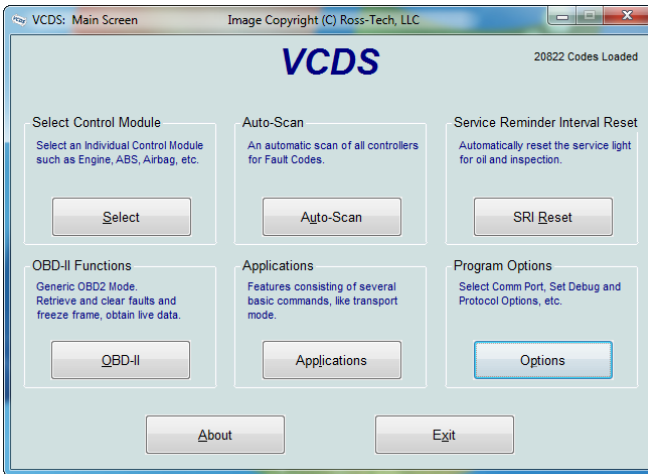 VCDS: Main Screen Image Copyright (C) Ross-Tech, LLC
VCDS
20822 Codes Loaded
Select Control Module
Select an Individual Control Module
such as Engine, ABS, Airbag, etc.
Select
Auto-Scan
An automatic scan of all controllers
for Fault Codes.
Auto-Scan
Service Reminder Interval Reset
Automatically reset the service light
for oil and inspection.
SRI Reset
OBD-II Functions
Generic OBD2 Mode.
Retrieve and clear faults and
freeze frame, obtain live data.
OBD-II
Applications
Features consisting of several
basic commands, like transport
mode.
Applications
Program Options
Select Comm Port, Set Debug and
Protocol Options, etc.
Options
About
Exit